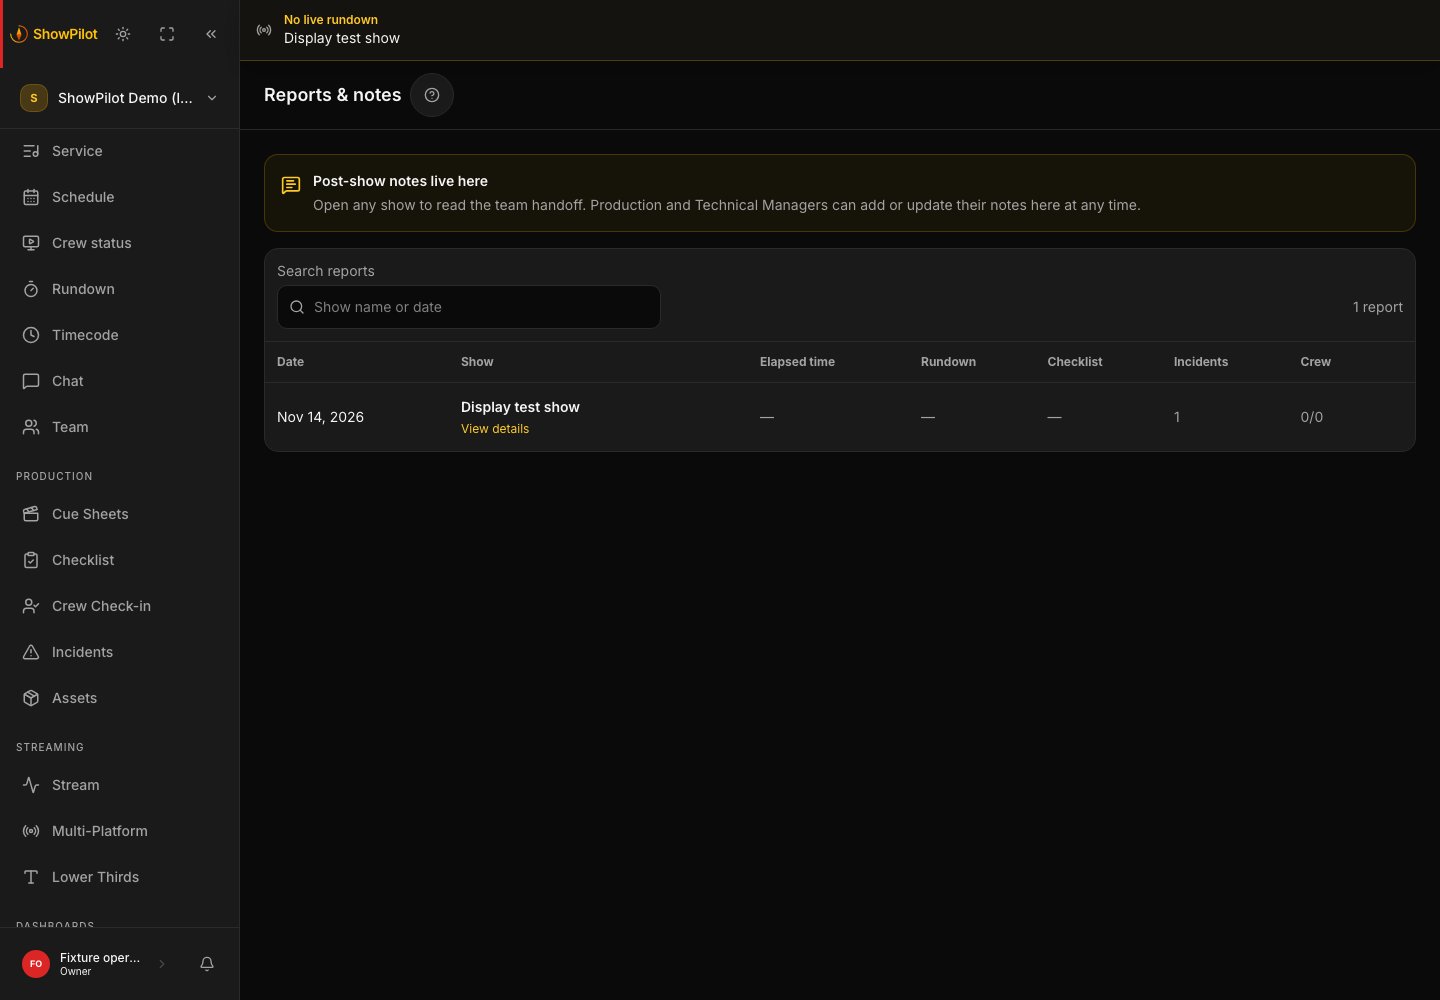 ShowPilot
S
ShowPilot Demo (I...
Service
Schedule
Crew status
Rundown
Timecode
Chat
Team
PRODUCTION
Cue Sheets
Checklist
Crew Check-in
Incidents
Assets
STREAMING
Stream
Multi-Platform
Lower Thirds
DASHBOARDS
FO
Fixture oper...
Owner
No live rundown
Display test show
Reports & notes
Post-show notes live here
Open any show to read the team handoff. Production and Technical Managers can add or update their notes here at any time.
Search reports
Show name or date
1 report
Date Show Elapsed time Rundown Checklist Incidents Crew
Nov 14, 2026 Display test show — — — 1 0/0
View details